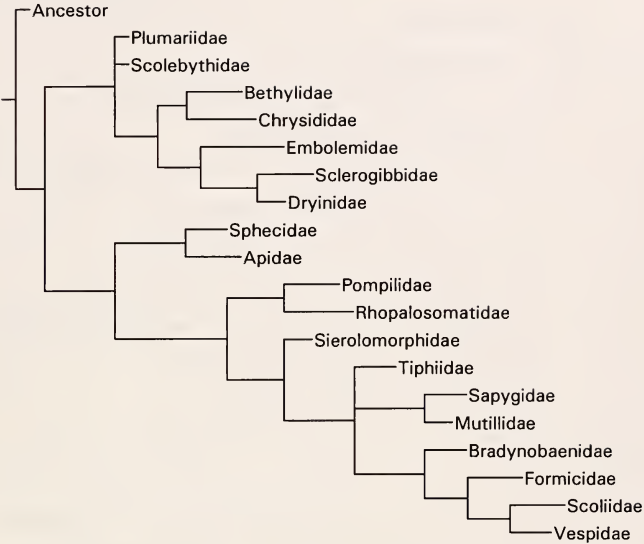 Ancestor
Plumariidae
Scolebythidae
Bethylidae
Chrysididae
Embolemidae
Sclerogibbidae
Dryinidae
Sphecidae
Apidae
Pompilidae
Rhopalosomatidae
Sierolomorphidae
Tiphiidae
Sapygidae
Mutillidae
Bradynobaenidae
Formicidae
Scoliidae
Vespidae